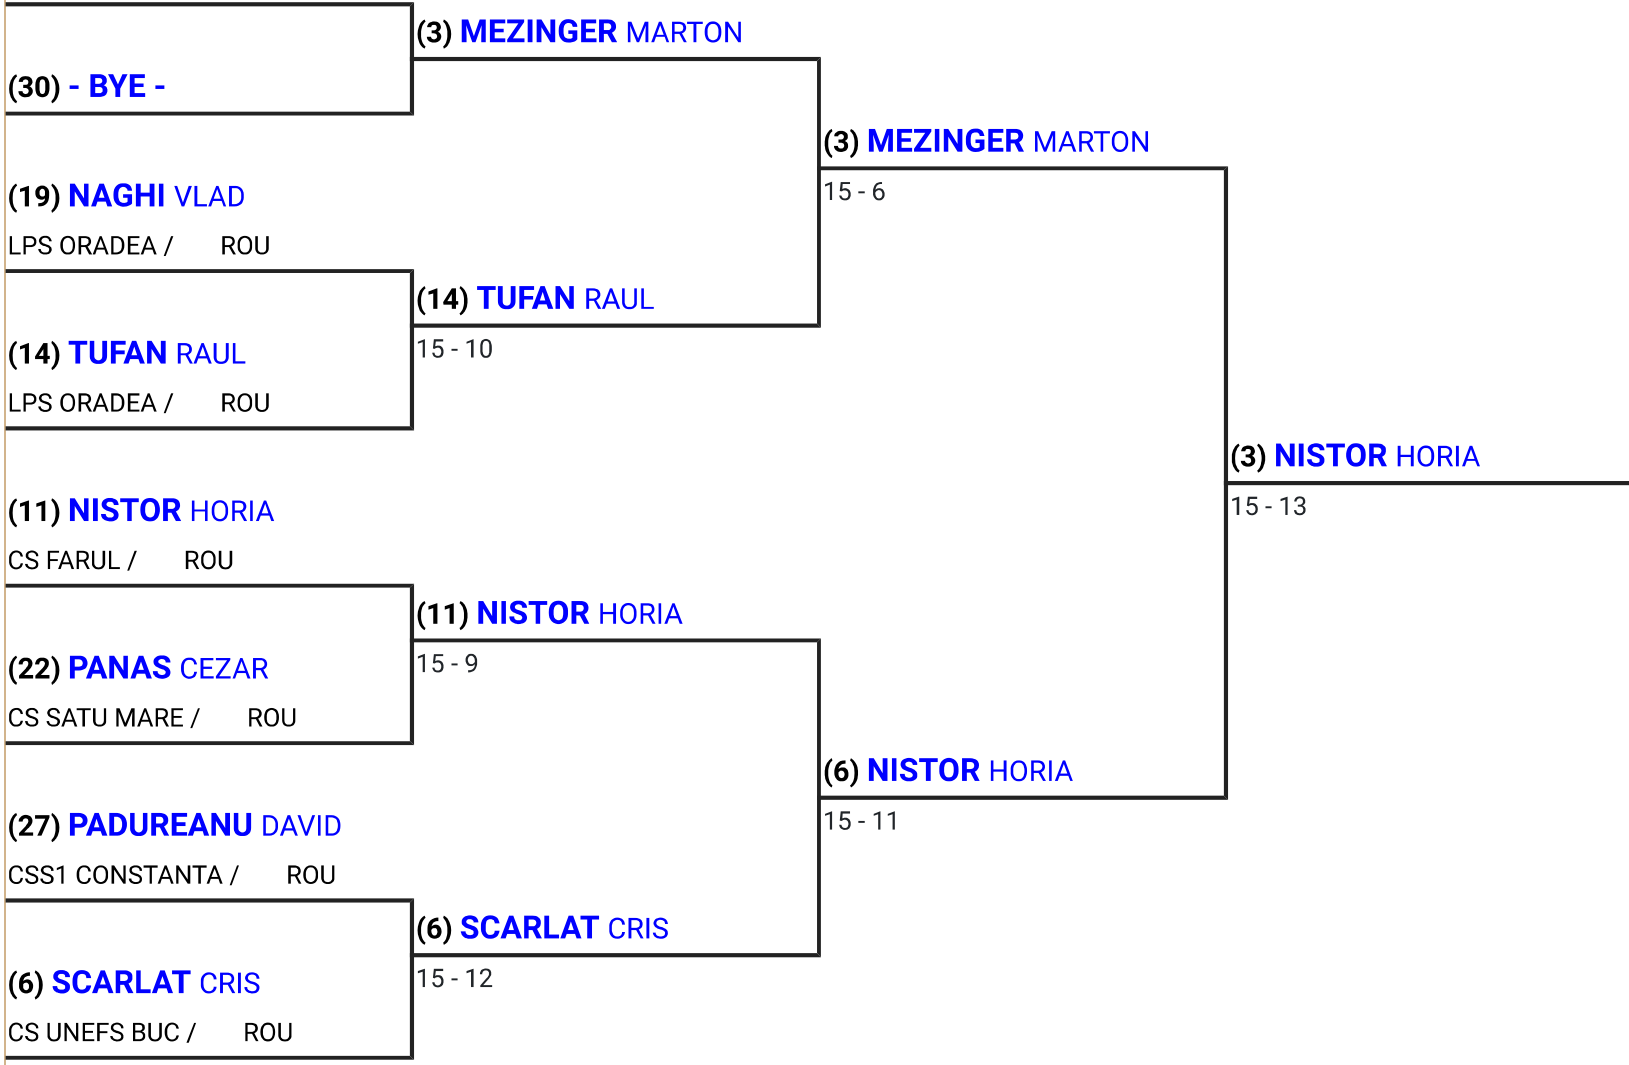 (30) - BYE -
(19) NAGHI VLAD
LPS ORADEA / ROU
(14) TUFAN RAUL
LPS ORADEA / ROU
(11) NISTOR HORIA
CS FARUL / ROU
(22) PANAS CEZAR
CS SATU MARE / ROU
(27) PADUREANU DAVID
CSS1 CONSTANTA / ROU
(6) SCARLAT CRIS
CS UNEFS BUC / ROU
(3) MEZINGER MARTON
(14) TUFAN RAUL
15 - 10
(11) NISTOR HORIA
15 - 9
(6) SCARLAT CRIS
15 - 12
(3) MEZINGER MARTON
15 - 6
(6) NISTOR HORIA
15 - 11
(3) NISTOR HORIA
15 - 13